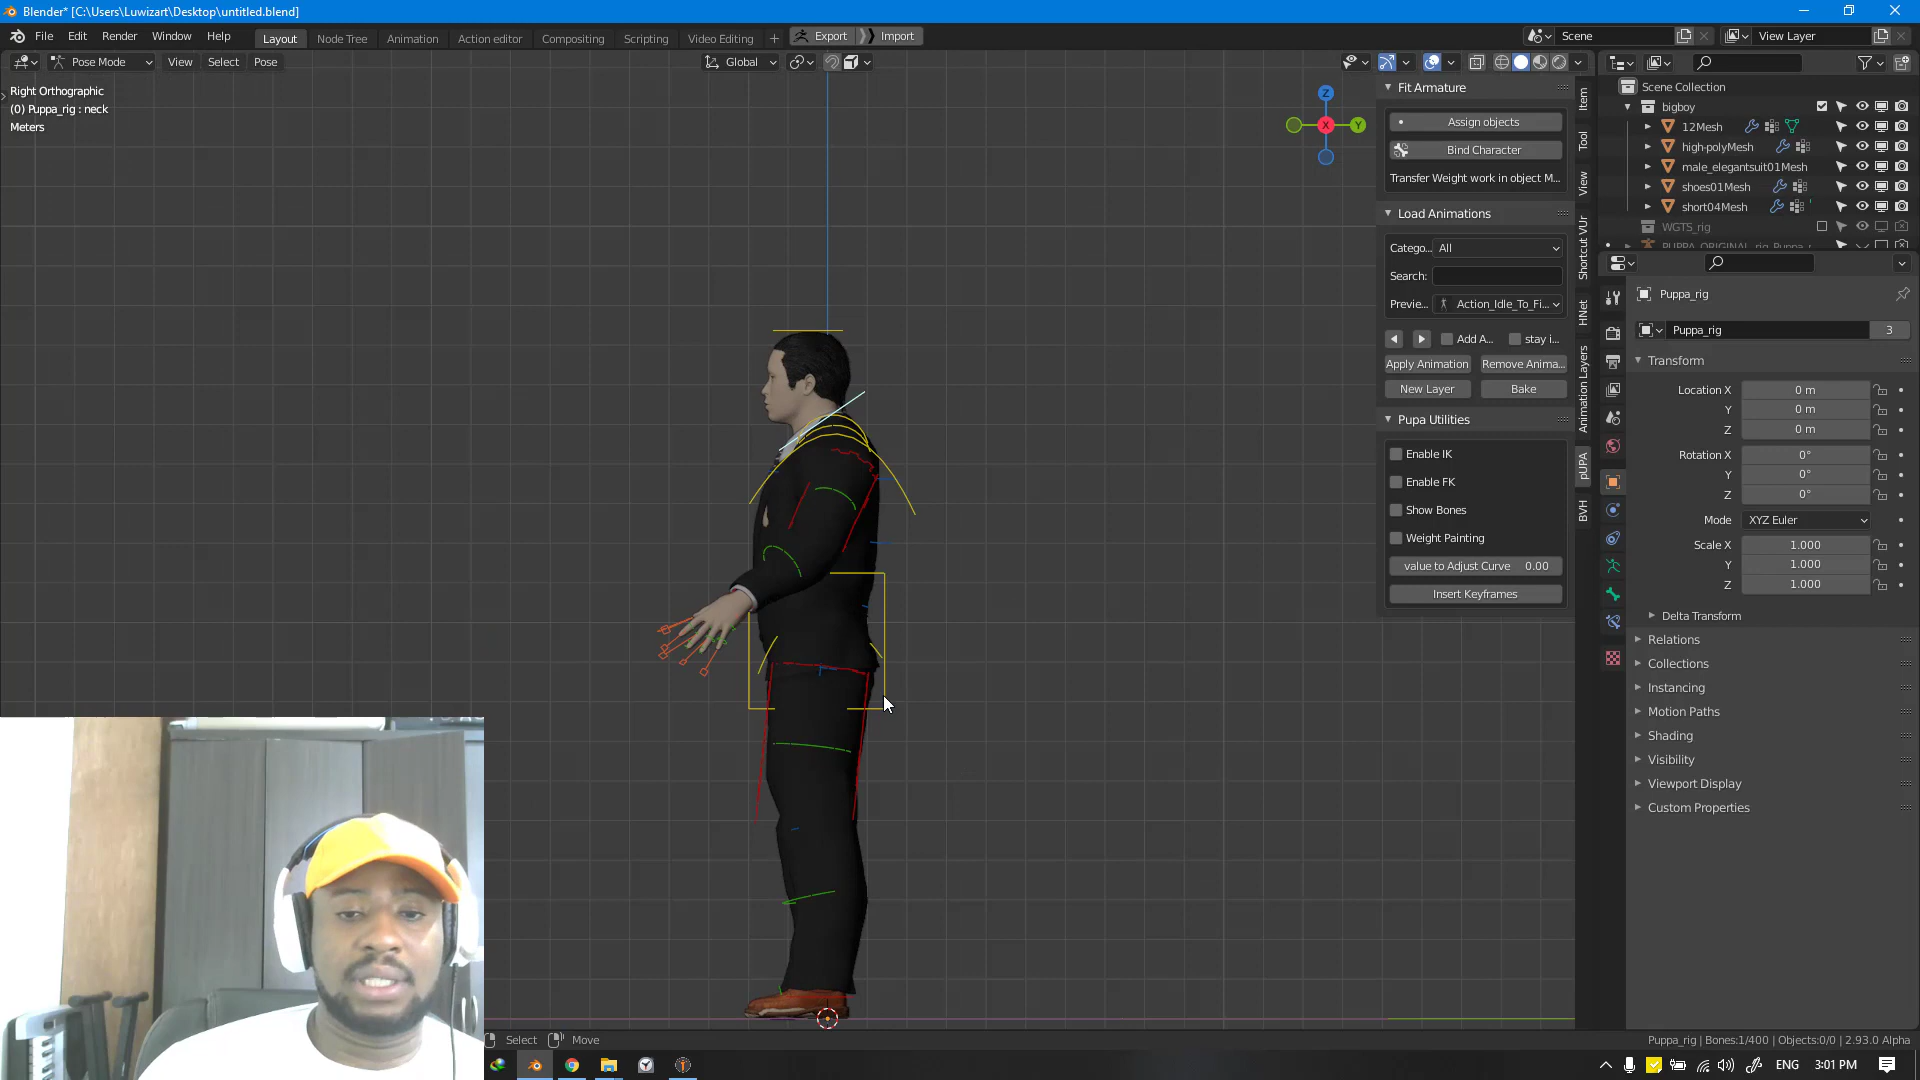 Blender* [C:\Users\Luwizart\Desktop\untitled.blend]
File Edit Render Window Help
Layout Node Tree Animation Action editor Compositing Scripting Video Editing + Export Import
Scene View Layer
Pose Mode View Select Pose Global
Right Orthographic
(0) Puppa_rig : neck
Meters
Z
X
Y
Fit Armature
Assign objects
Bind Character
Transfer Weight work in object M...
Load Animations
Catego... All
Search:
Previe... Action_Idle_To_Fi...
Add A... stay i...
Apply Animation Remove Anima...
New Layer Bake
Pupa Utilities
Enable IK
Enable FK
Show Bones
Weight Painting
value to Adjust Curve 0.00
Insert Keyframes
Item
Tool
View
Shortcut VUr
HNet
Animation Layers
pUPA
BVH
Scene Collection
bigboy
12Mesh
high-polyMesh
male_elegantsuit01Mesh
shoes01Mesh
short04Mesh
WGTS_rig
PUPPA_ORIGINAL_rig_Puppa_r
Puppa_rig
Puppa_rig 3
Transform
Location X 0 m
Y 0 m
Z 0 m
Rotation X 0°
Y 0°
Z 0°
Mode XYZ Euler
Scale X 1.000
Y 1.000
Z 1.000
Delta Transform
Relations
Collections
Instancing
Motion Paths
Shading
Visibility
Viewport Display
Custom Properties
Select Move
Puppa_rig | Bones:1/400 | Objects:0/0 | 2.93.0 Alpha
ENG 3:01 PM